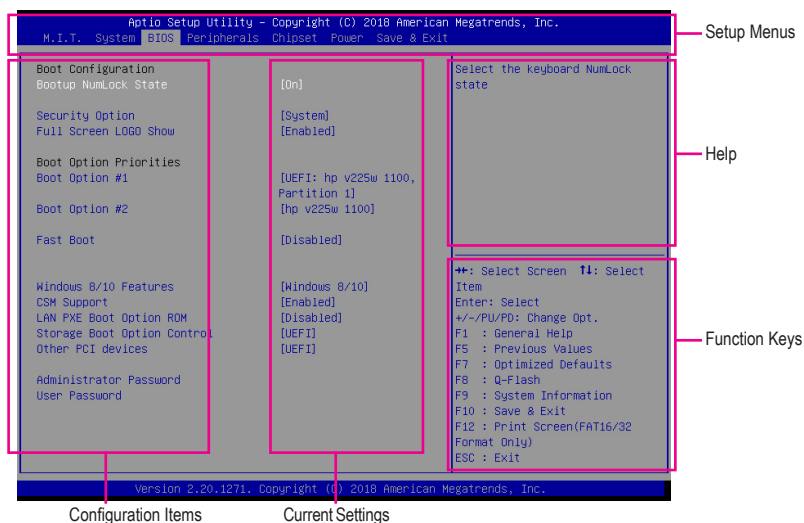 Aptio Setup Utility – Copyright (C) 2018 American Megatrends, Inc.
M.I.T. System BIOS Peripherals Chipset Power Save & Exit
Setup Menus
Boot Configuration
Bootup NumLock State [On]
Security Option [System]
Full Screen LOGO Show [Enabled]
Boot Option Priorities
Boot Option #1 [UEFI: hp v225w 1100,
Partition 1]
Boot Option #2 [hp v225w 1100]
Fast Boot [Disabled]
Windows 8/10 Features [Windows 8/10]
CSM Support [Enabled]
LAN PXE Boot Option ROM [Disabled]
Storage Boot Option Control [UEFI]
Other PCI devices [UEFI]
Administrator Password
User Password
Select the keyboard NumLock
state
Help
→←: Select Screen ↑↓: Select
Item
Enter: Select
+/-/PU/PD: Change Opt.
F1 : General Help
F5 : Previous Values
F7 : Optimized Defaults
F8 : Q-Flash
F9 : System Information
F10 : Save & Exit
F12 : Print Screen(FAT16/32
Format Only)
ESC : Exit
Function Keys
Version 2.20.1271. Copyright (C) 2018 American Megatrends, Inc.
Configuration Items
Current Settings